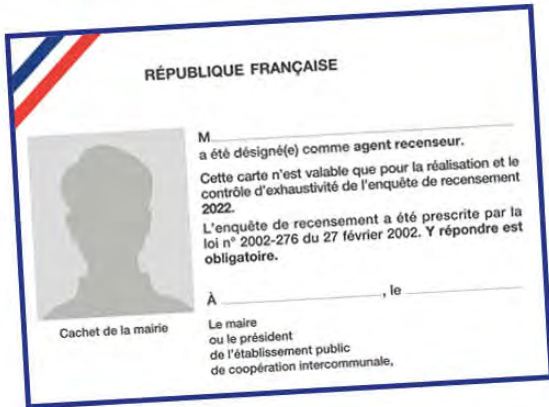 RÉPUBLIQUE FRANÇAISE
M
a été désigné(e) comme agent recenseur.
Cette carte n'est valable que pour la réalisation et le
contrôle d'exhaustivité de l'enquête de recensement
2022.
L'enquête de recensement a été prescrite par la
loi n° 2002-276 du 27 février 2002. Y répondre est
obligatoire.
À , le
Cachet de la mairie
Le maire
ou le président
de l'établissement public
de coopération intercommunale,